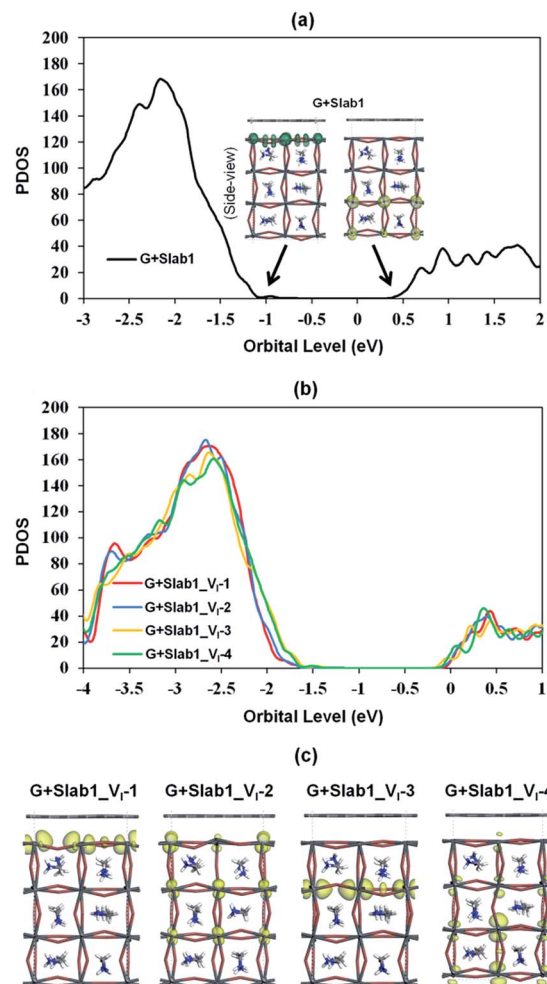 (a)
200
180
160
140
120
100
80
60
40
20
0
PDOS
G+Slab1
(Side-view)
G+Slab1
-3 -2.5 -2 -1.5 -1 -0.5 0 0.5 1 1.5 2
Orbital Level (eV)
(b)
200
180
160
140
120
100
80
60
40
20
0
PDOS
G+Slab1_VI-1
G+Slab1_VI-2
G+Slab1_VI-3
G+Slab1_VI-4
-4 -3.5 -3 -2.5 -2 -1.5 -1 -0.5 0 0.5 1
Orbital Level (eV)
(c)
G+Slab1_VI-1 G+Slab1_VI-2 G+Slab1_VI-3 G+Slab1_VI-4